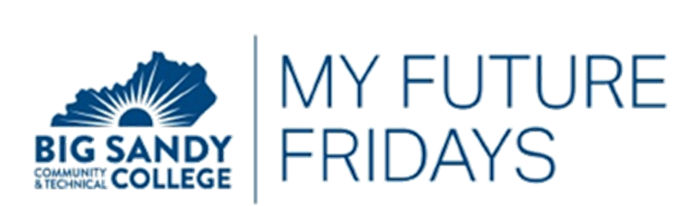 BIG SANDY
COMMUNITY
& TECHNICAL COLLEGE
MY FUTURE
FRIDAYS